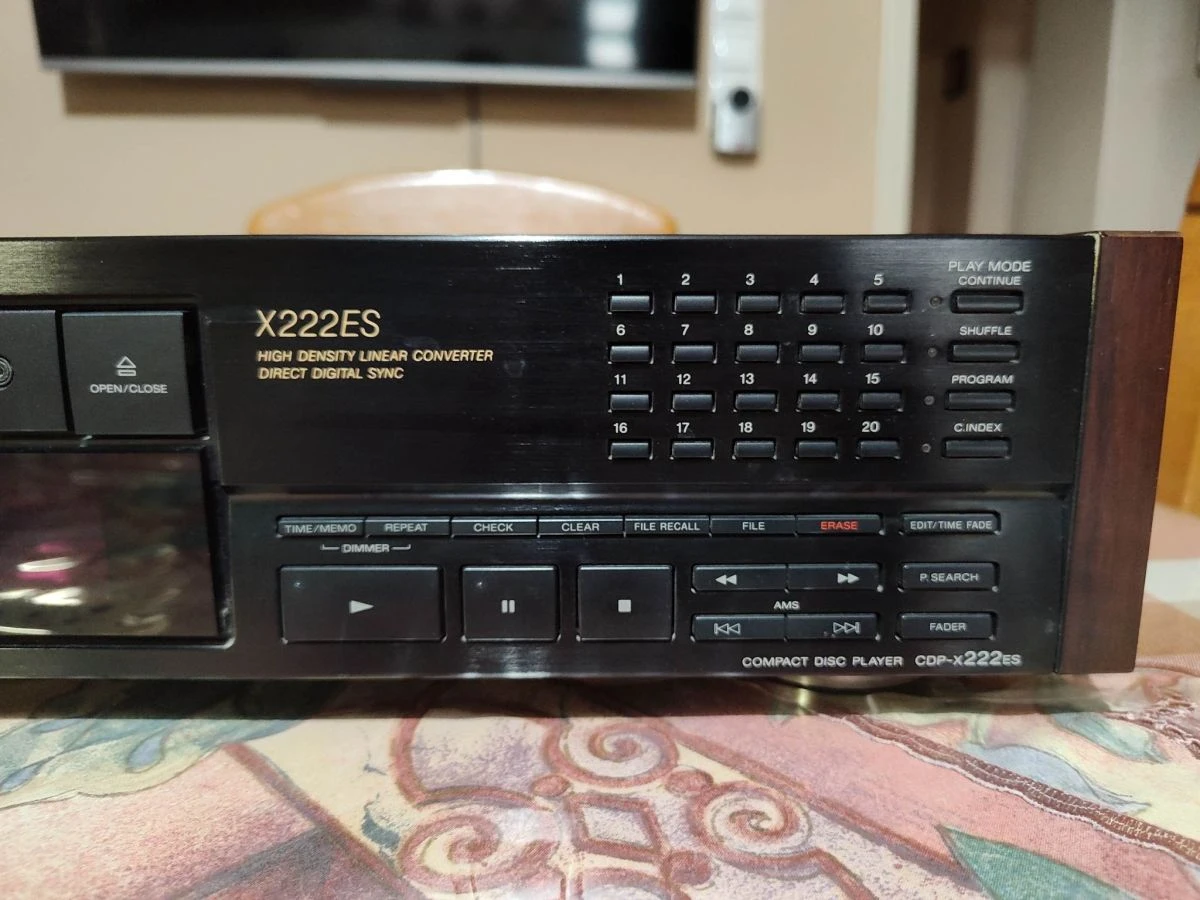 X222ES
HIGH DENSITY LINEAR CONVERTER
DIRECT DIGITAL SYNC
OPEN/CLOSE
1 2 3 4 5
6 7 8 9 10
11 12 13 14 15
16 17 18 19 20
PLAY MODE
CONTINUE
SHUFFLE
PROGRAM
C.INDEX
TIME/MEMO REPEAT CHECK CLEAR FILE RECALL FILE ERASE EDIT/TIME FADE
DIMMER
P.SEARCH
AMS
FADER
COMPACT DISC PLAYER CDP-X222ES